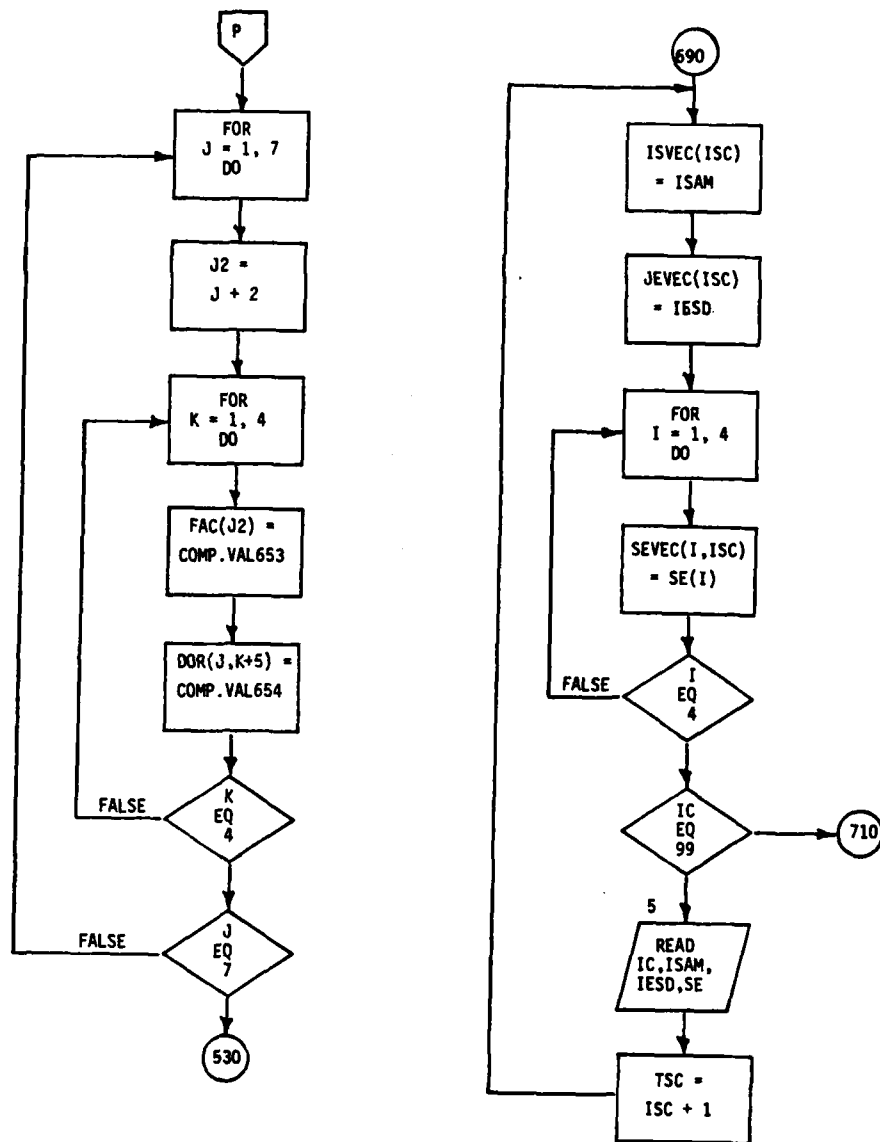 P
FOR
J = 1, 7
DO
J2 =
J + 2
FOR
K = 1, 4
DO
FAC(J2) =
COMP.VAL653
DOR(J,K+5) =
COMP.VAL654
K
EQ
4
FALSE
J
EQ
7
FALSE
530
690
ISVEC(ISC)
= ISAM
JEVEC(ISC)
= IESD
FOR
I = 1, 4
DO
SEVEC(I,ISC)
= SE(I)
I
EQ
4
FALSE
IC
EQ
99
710
5
READ
IC,ISAM,
IESD,SE
TSC =
ISC + 1